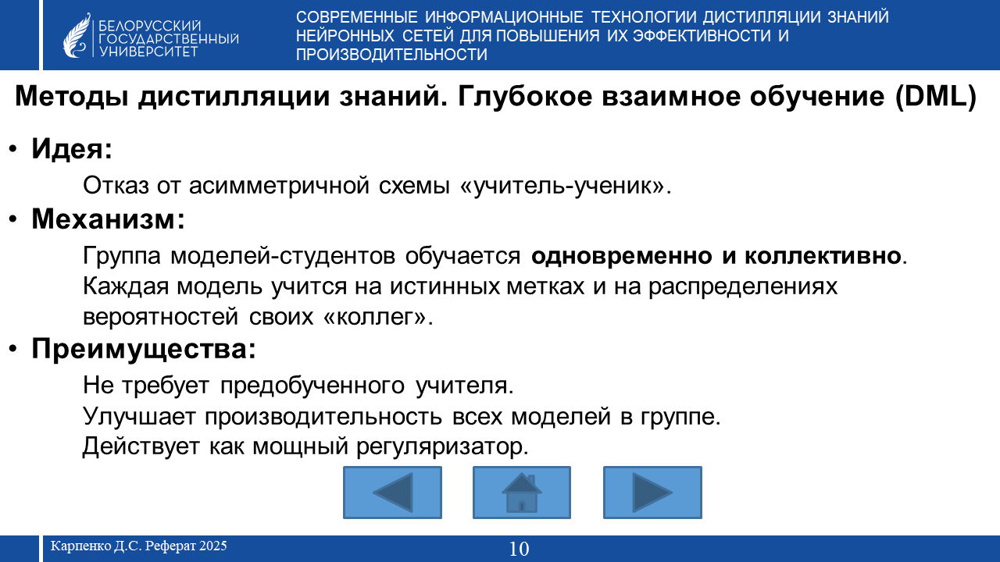 БЕЛОРУССКИЙ
ГОСУДАРСТВЕННЫЙ
УНИВЕРСИТЕТ
СОВРЕМЕННЫЕ ИНФОРМАЦИОННЫЕ ТЕХНОЛОГИИ ДИСТИЛЛЯЦИИ ЗНАНИЙ
НЕЙРОННЫХ СЕТЕЙ ДЛЯ ПОВЫШЕНИЯ ИХ ЭФФЕКТИВНОСТИ И
ПРОИЗВОДИТЕЛЬНОСТИ
Методы дистилляции знаний. Глубокое взаимное обучение (DML)
• Идея:
Отказ от асимметричной схемы «учитель-ученик».
• Механизм:
Группа моделей-студентов обучается одновременно и коллективно.
Каждая модель учится на истинных метках и на распределениях
вероятностей своих «коллег».
• Преимущества:
Не требует предобученного учителя.
Улучшает производительность всех моделей в группе.
Действует как мощный регуляризатор.
Карпенко Д.С. Реферат 2025
10